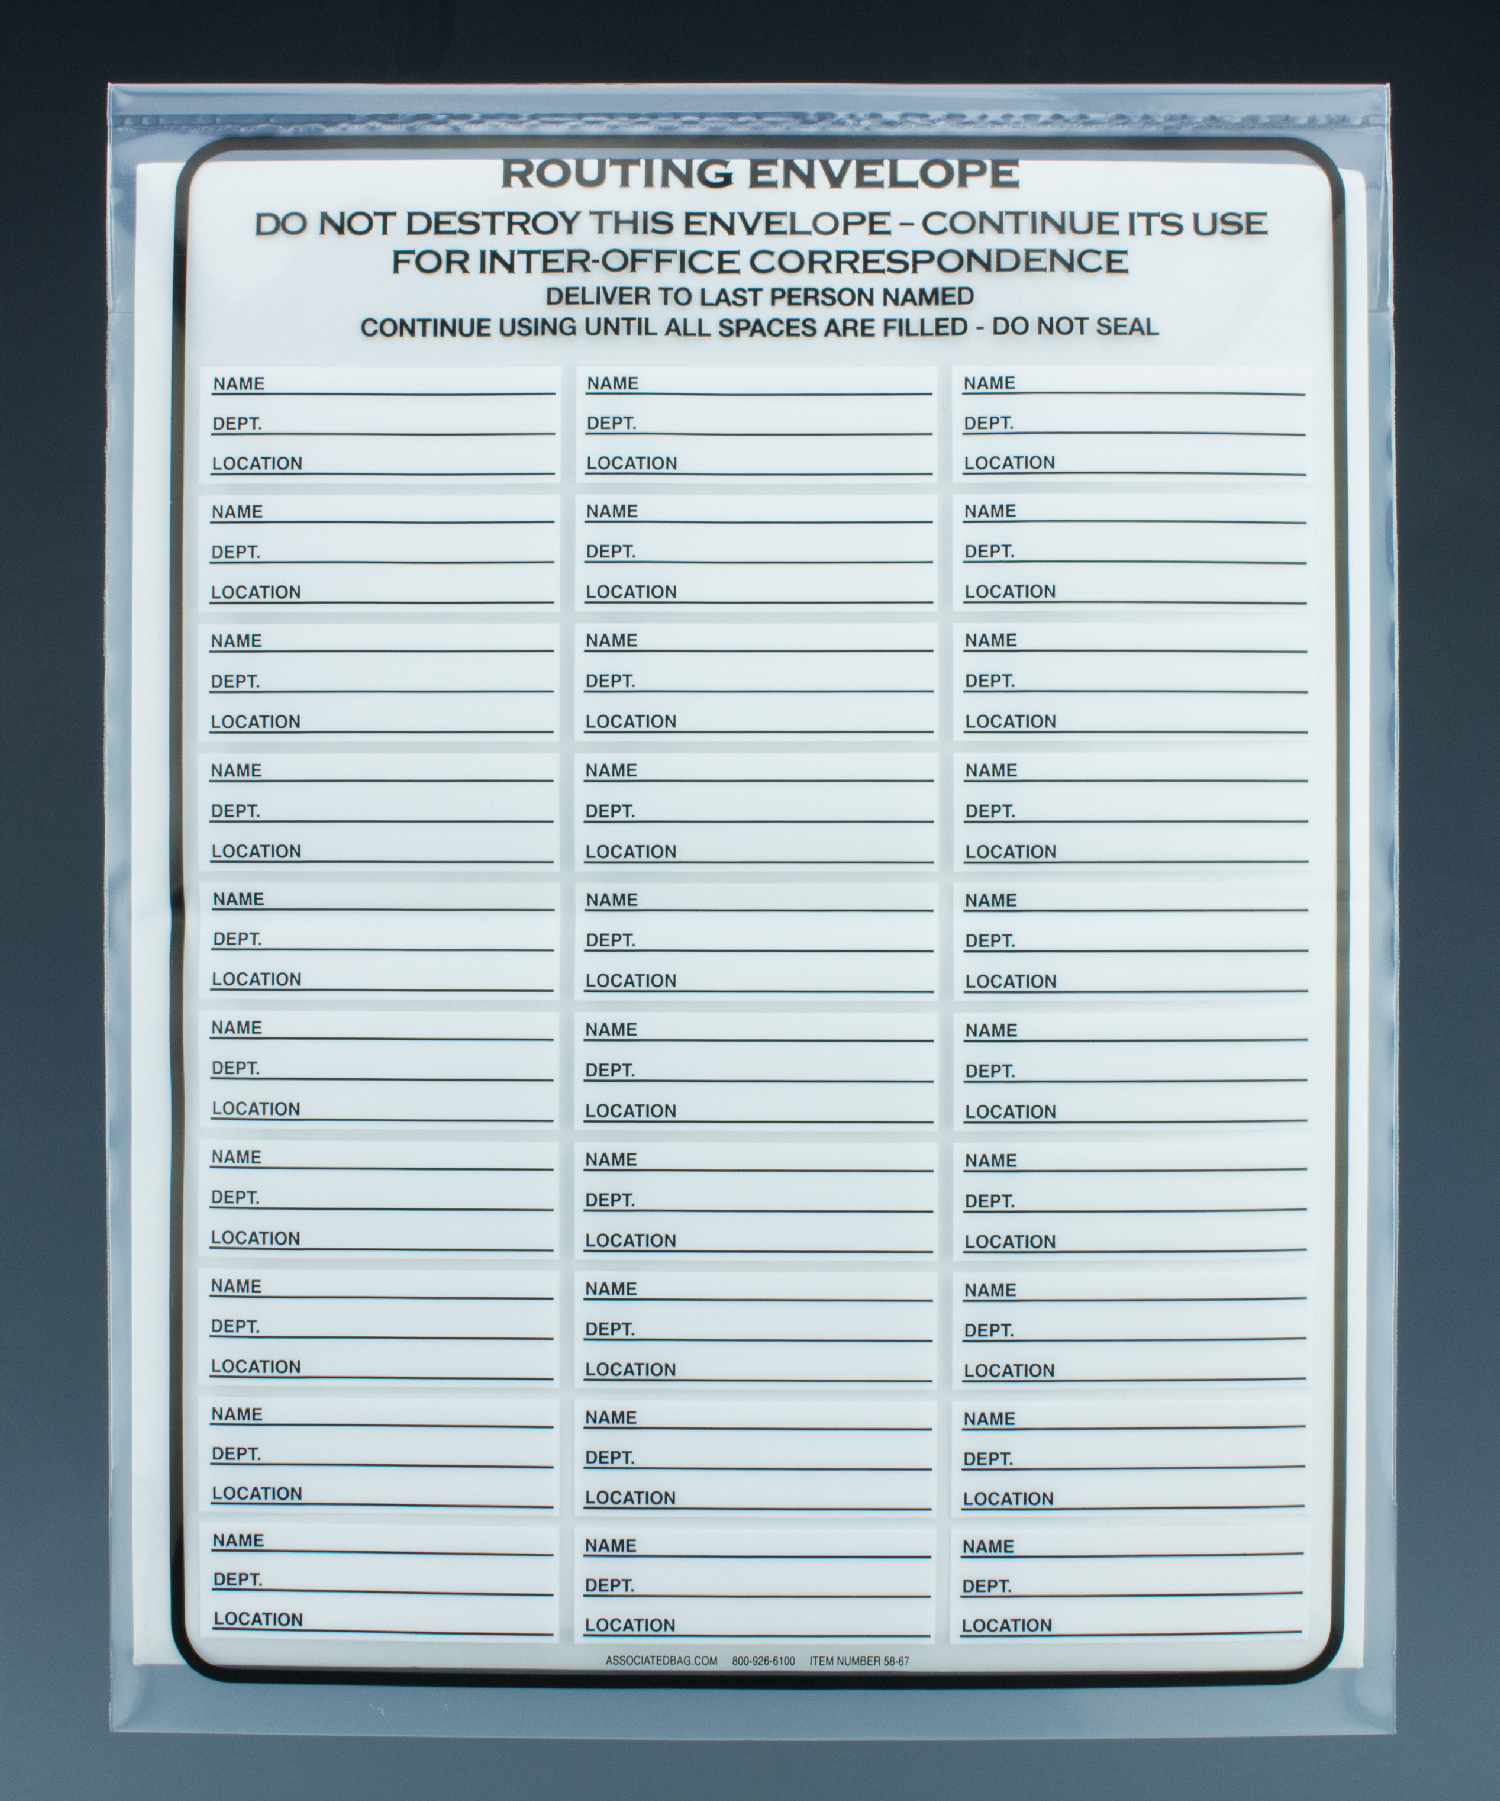 ROUTING ENVELOPE
DO NOT DESTROY THIS ENVELOPE – CONTINUE ITS USE
FOR INTER-OFFICE CORRESPONDENCE
DELIVER TO LAST PERSON NAMED
CONTINUE USING UNTIL ALL SPACES ARE FILLED - DO NOT SEAL
NAME NAME NAME
DEPT. DEPT. DEPT.
LOCATION LOCATION LOCATION
NAME NAME NAME
DEPT. DEPT. DEPT.
LOCATION LOCATION LOCATION
NAME NAME NAME
DEPT. DEPT. DEPT.
LOCATION LOCATION LOCATION
NAME NAME NAME
DEPT. DEPT. DEPT.
LOCATION LOCATION LOCATION
NAME NAME NAME
DEPT. DEPT. DEPT.
LOCATION LOCATION LOCATION
NAME NAME NAME
DEPT. DEPT. DEPT.
LOCATION LOCATION LOCATION
NAME NAME NAME
DEPT. DEPT. DEPT.
LOCATION LOCATION LOCATION
NAME NAME NAME
DEPT. DEPT. DEPT.
LOCATION LOCATION LOCATION
NAME NAME NAME
DEPT. DEPT. DEPT.
LOCATION LOCATION LOCATION
NAME NAME NAME
DEPT. DEPT. DEPT.
LOCATION LOCATION LOCATION
ASSOCIATEDBAG.COM 800-926-6100 ITEM NUMBER 58-67